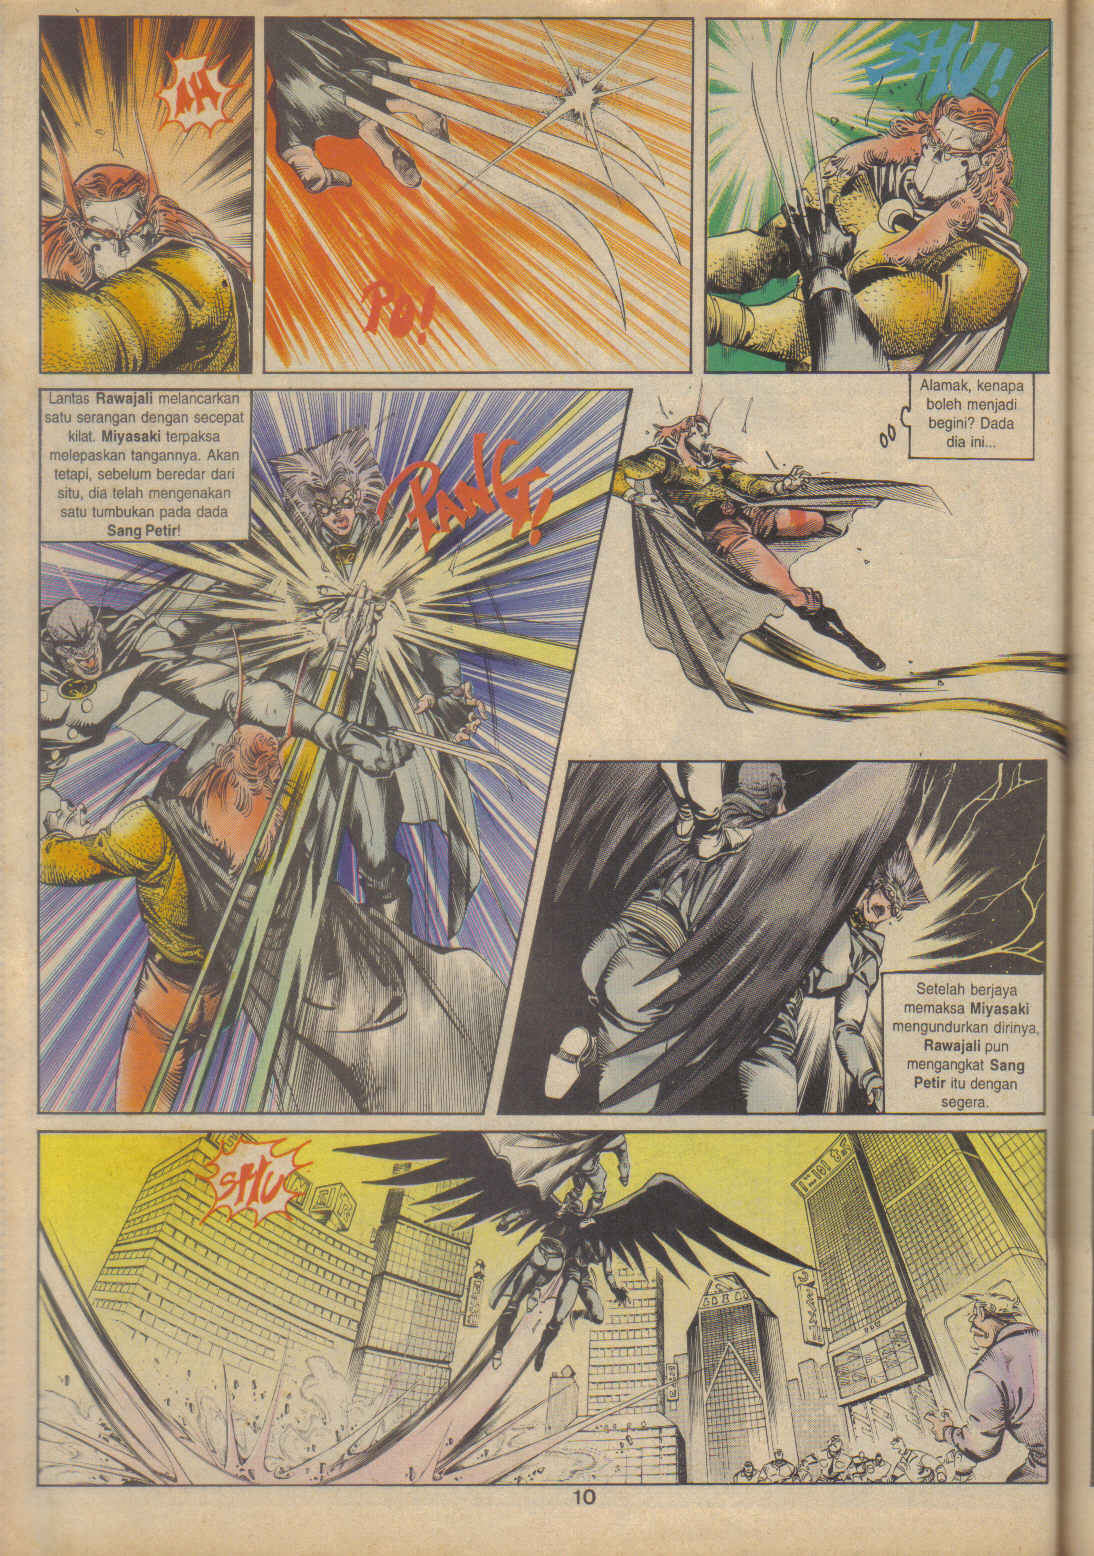 AH
PO!
SHU!
Lantas Rawajali melancarkan
satu serangan dengan secepat
kilat. Miyasaki terpaksa
melepaskan tangannya. Akan
tetapi, sebelum beredar dari
situ, dia telah mengenakan
satu tumbukan pada dada
Sang Petir!
PANG!
Alamak, kenapa
boleh menjadi
begini? Dada
dia ini...
Setelah berjaya
memaksa Miyasaki
mengundurkan dirinya,
Rawajali pun
mengangkat Sang
Petir itu dengan
segera.
SHU
10